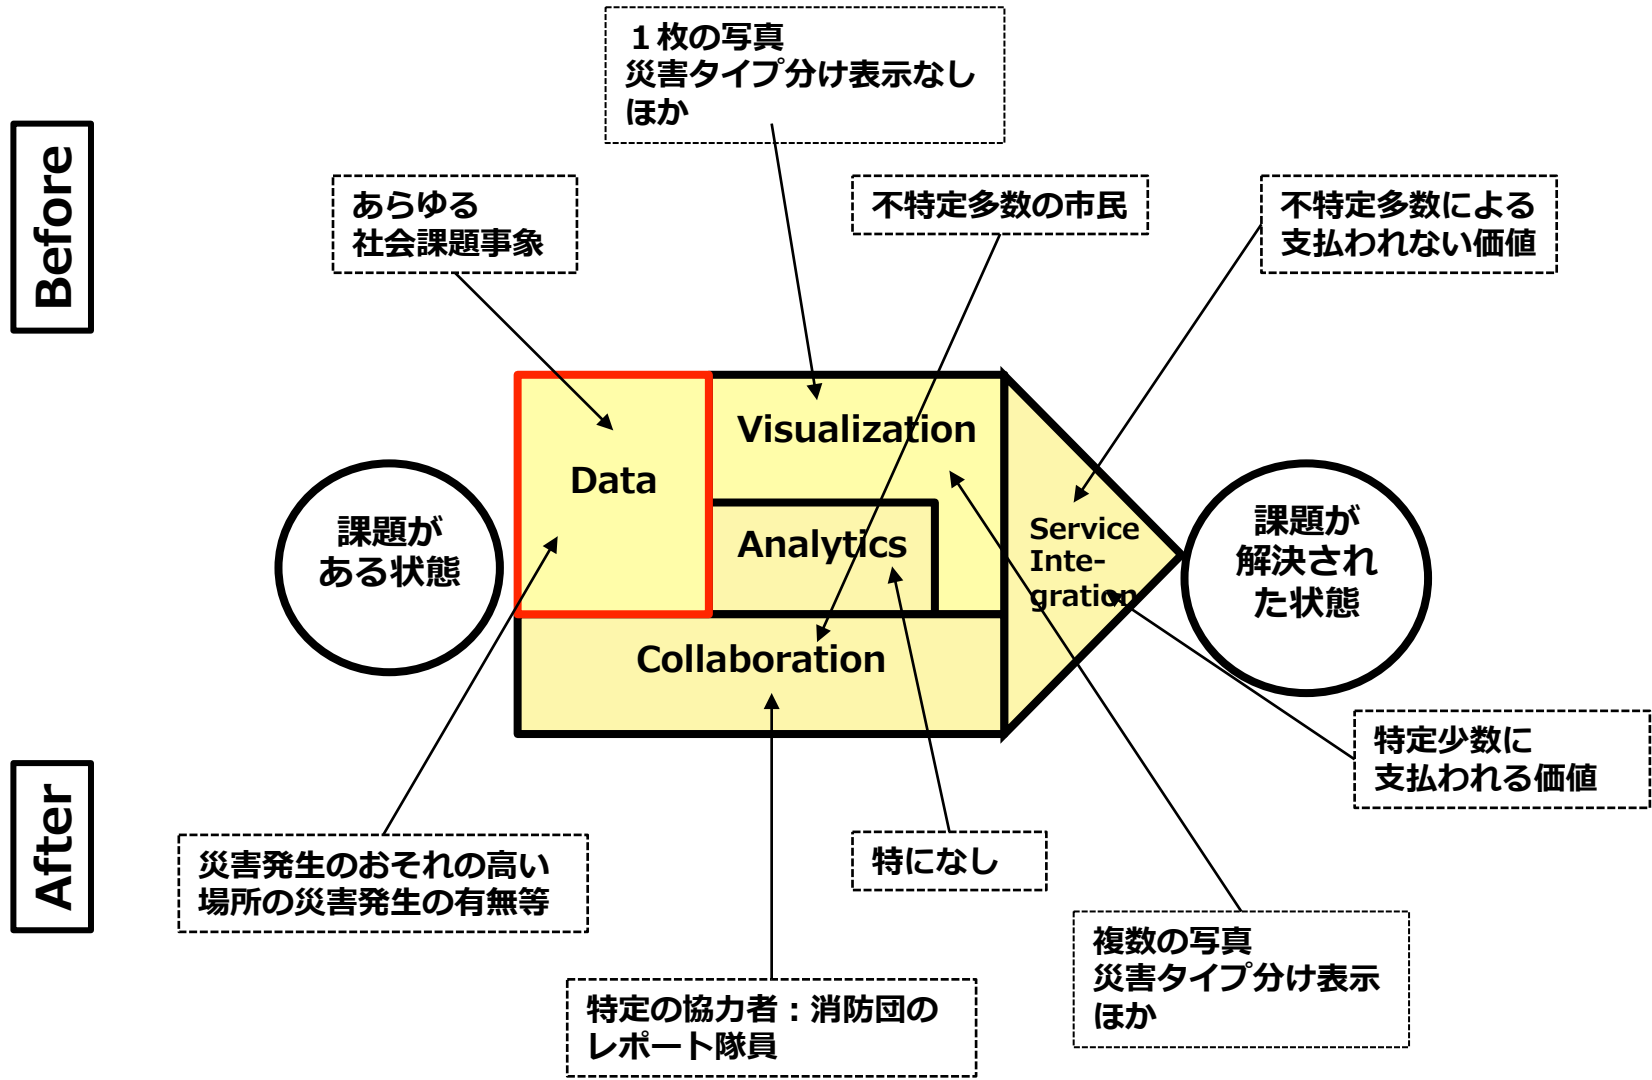 Before
１枚の写真
災害タイプ分け表示なし
ほか
あらゆる
社会課題事象
不特定多数の市民
不特定多数による
支払われない価値
課題が
ある状態
Data
Visualization
Analytics
Collaboration
Service
Inte-
gration
課題が
解決され
た状態
After
災害発生のおそれの高い
場所の災害発生の有無等
特定の協力者：消防団の
レポート隊員
特になし
複数の写真
災害タイプ分け表示
ほか
特定少数に
支払われる価値